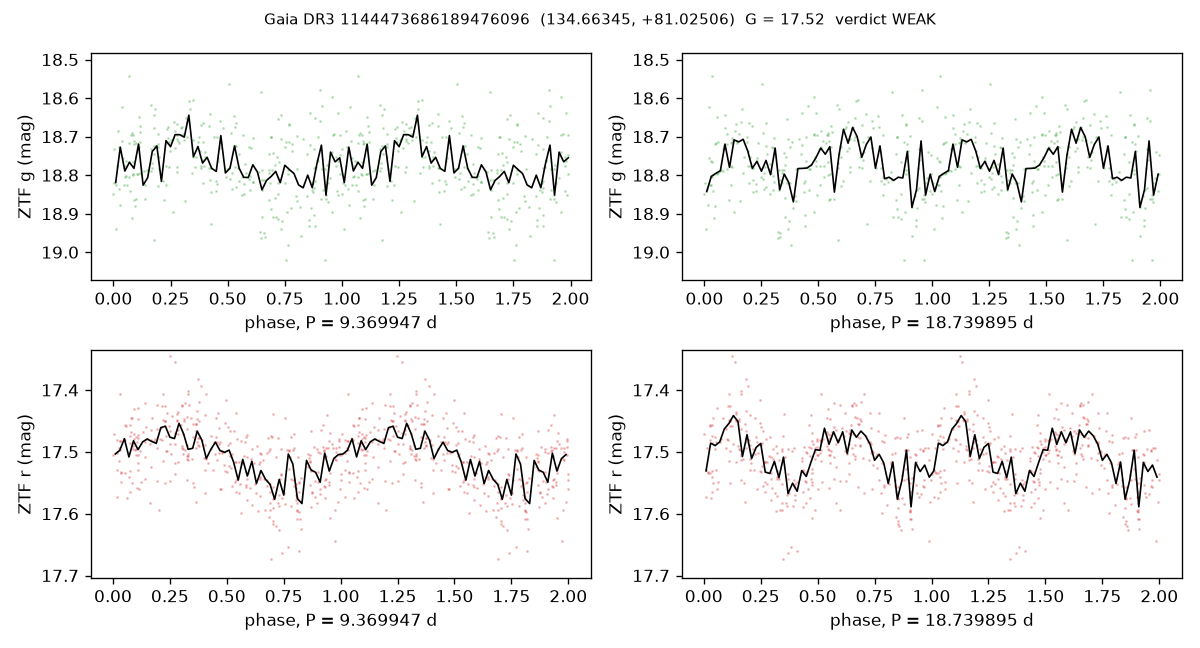 Gaia DR3 1144473686189476096 (134.66345, +81.02506) G = 17.52 verdict WEAK
18.5
18.6
18.7
18.8
18.9
19.0
ZTF g (mag)
0.00 0.25 0.50 0.75 1.00 1.25 1.50 1.75 2.00
phase, P = 9.369947 d
18.5
18.6
18.7
18.8
18.9
19.0
ZTF g (mag)
0.00 0.25 0.50 0.75 1.00 1.25 1.50 1.75 2.00
phase, P = 18.739895 d
17.4
17.5
17.6
17.7
ZTF r (mag)
0.00 0.25 0.50 0.75 1.00 1.25 1.50 1.75 2.00
phase, P = 9.369947 d
17.4
17.5
17.6
17.7
ZTF r (mag)
0.00 0.25 0.50 0.75 1.00 1.25 1.50 1.75 2.00
phase, P = 18.739895 d